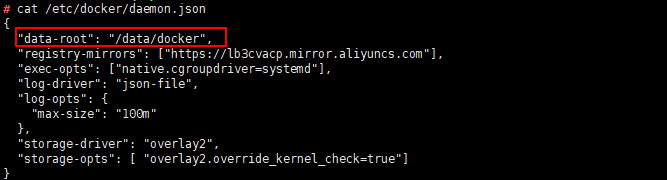 # cat /etc/docker/daemon.json
{
  "data-root": "/data/docker",
  "registry-mirrors": ["https://lb3cvacp.mirror.aliyuncs.com"],
  "exec-opts": ["native.cgroupdriver=systemd"],
  "log-driver": "json-file",
  "log-opts": {
    "max-size": "100m"
  },
  "storage-driver": "overlay2",
  "storage-opts": [ "overlay2.override_kernel_check=true"]
}